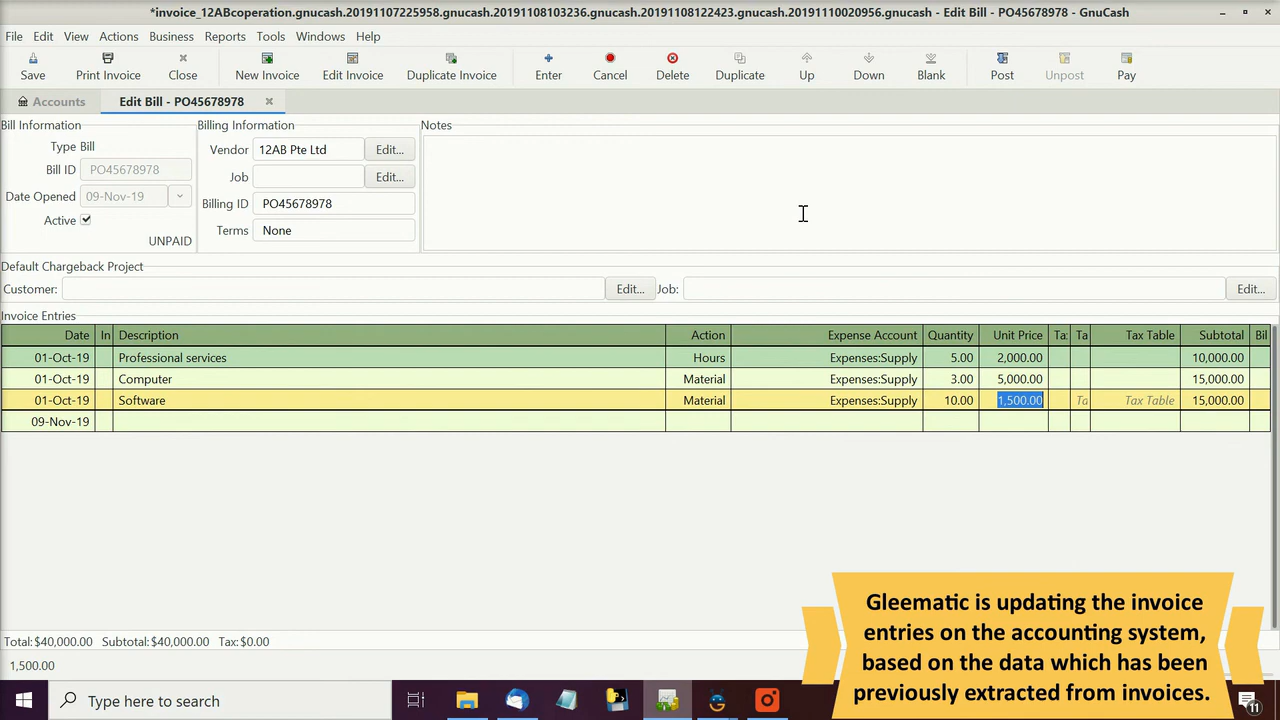 *invoice_12ABcoperation.gnucash.20191107225958.gnucash.20191108103236.gnucash.20191108122423.gnucash.20191110020956.gnucash - Edit Bill - PO45678978 - GnuCash
File Edit View Actions Business Reports Tools Windows Help
Save Print Invoice Close New Invoice Edit Invoice Duplicate Invoice Enter Cancel Delete Duplicate Up Down Blank Post Unpost Pay
Accounts Edit Bill - PO45678978
Bill Information Billing Information Notes
Type Bill Vendor 12AB Pte Ltd Edit...
Bill ID PO45678978 Job Edit...
Date Opened 09-Nov-19 Billing ID PO45678978
Active Terms None
UNPAID
Default Chargeback Project
Customer: Edit... Job: Edit...
Invoice Entries
Date In Description Action Expense Account Quantity Unit Price Ta: Ta Tax Table Subtotal Bil
01-Oct-19 Professional services Hours Expenses:Supply 5.00 2,000.00 10,000.00
01-Oct-19 Computer Material Expenses:Supply 3.00 5,000.00 15,000.00
01-Oct-19 Software Material Expenses:Supply 10.00 1,500.00 Ta Tax Table 15,000.00
09-Nov-19
Total:$40,000.00 Subtotal:$40,000.00 Tax:$0.00
1,500.00
Gleematic is updating the invoice
entries on the accounting system,
based on the data which has been
previously extracted from invoices.
Type here to search
11